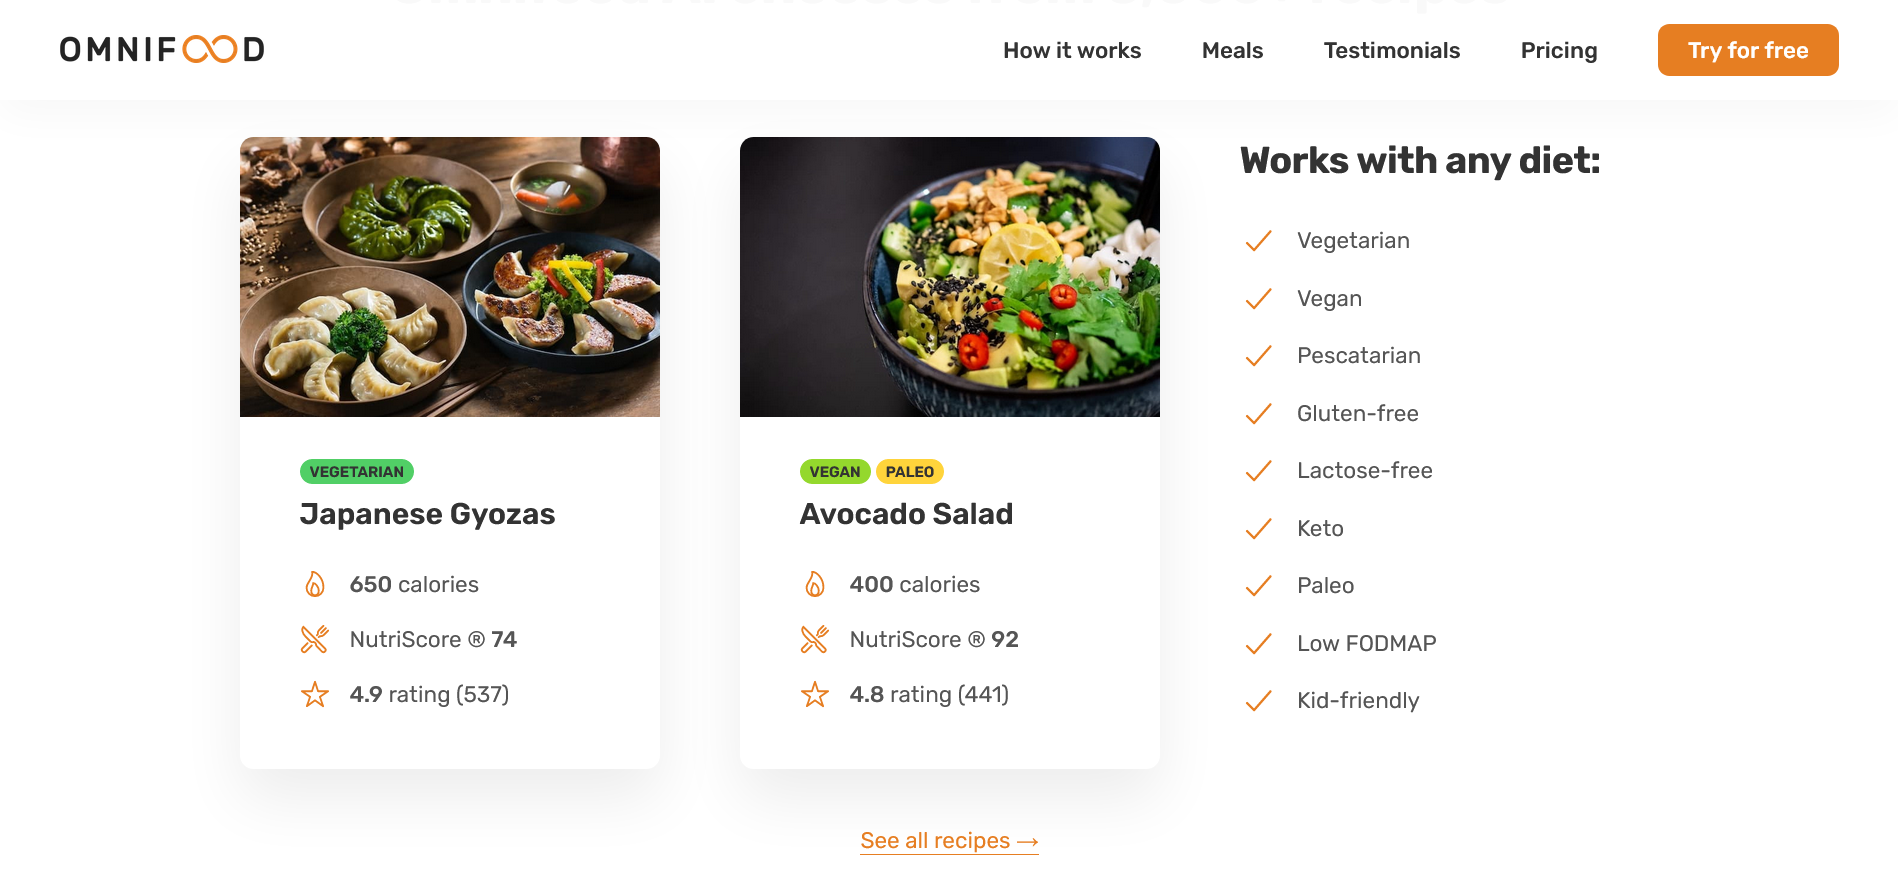 OMNIFOOD
How it works
Meals
Testimonials
Pricing
Try for free
VEGETARIAN
Japanese Gyozas
650 calories
NutriScore ® 74
4.9 rating (537)
VEGAN PALEO
Avocado Salad
400 calories
NutriScore ® 92
4.8 rating (441)
Works with any diet:
Vegetarian
Vegan
Pescatarian
Gluten-free
Lactose-free
Keto
Paleo
Low FODMAP
Kid-friendly
See all recipes →